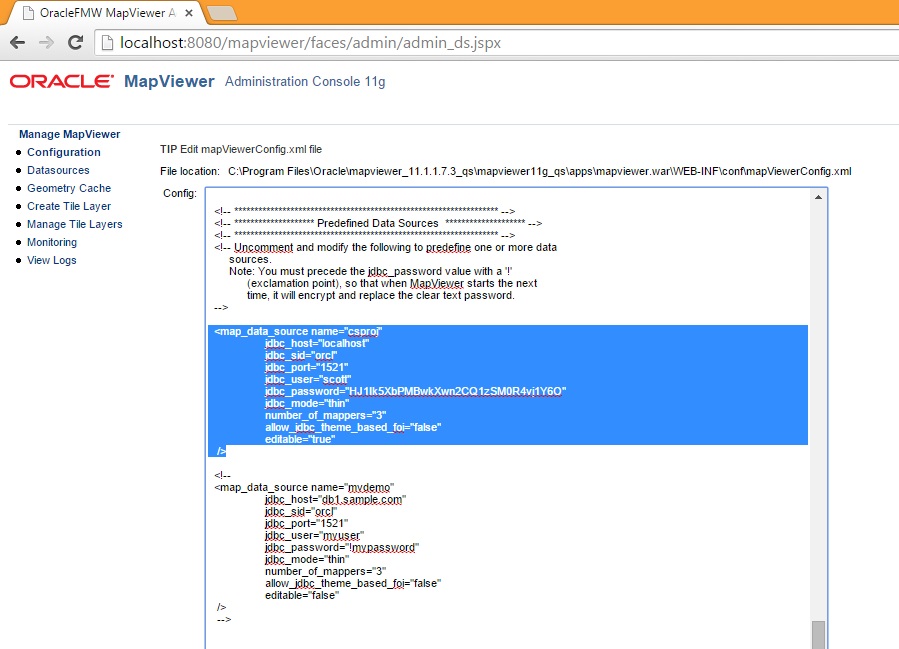 OracleFMW MapViewer A
localhost:8080/mapviewer/faces/admin/admin_ds.jspx
ORACLE MapViewer Administration Console 11g
Manage MapViewer
Configuration
Datasources
Geometry Cache
Create Tile Layer
Manage Tile Layers
Monitoring
View Logs
TIP Edit mapViewerConfig.xml file
File location: C:\Program Files\Oracle\mapviewer_11.1.1.7.3_qs\mapviewer11g_qs\apps\mapviewer.war\WEB-INF\conf\mapViewerConfig.xml
Config:
<!-- ****************************************************************** -->
<!-- ******************** Predefined Data Sources ******************** -->
<!-- ****************************************************************** -->
<!-- Uncomment and modify the following to predefine one or more data
sources.
Note: You must precede the jdbc_password value with a '!'
(exclamation point), so that when MapViewer starts the next
time, it will encrypt and replace the clear text password.
-->
<map_data_source name="csproj"
jdbc_host="localhost"
jdbc_sid="orcl"
jdbc_port="1521"
jdbc_user="scott"
jdbc_password="HJ1Ik5XbPMBwkXwn2CQ1zSM0R4vj1Y6O"
jdbc_mode="thin"
number_of_mappers="3"
allow_jdbc_theme_based_foi="false"
editable="true"
/>
<!--
<map_data_source name="mvdemo"
jdbc_host="db1.sample.com"
jdbc_sid="orcl"
jdbc_port="1521"
jdbc_user="myuser"
jdbc_password="!mypassword"
jdbc_mode="thin"
number_of_mappers="3"
allow_jdbc_theme_based_foi="false"
editable="false"
/>
-->